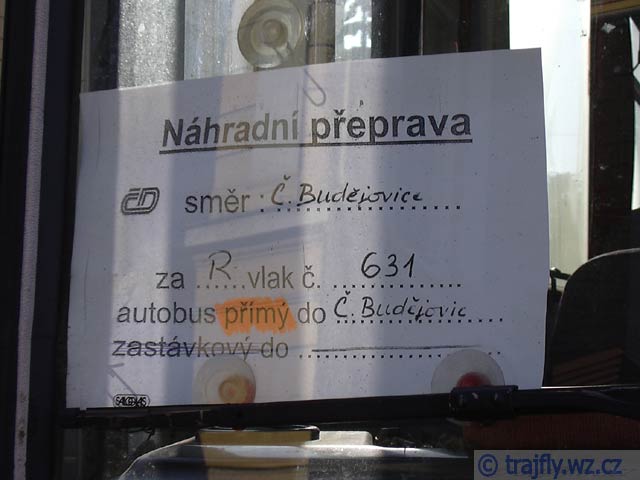 Náhradní přeprava
ČD směr : Č. Budějovice
za R vlak č. 631
autobus přímý do Č. Budějovic
zastávkový do
© trajfly.wz.cz